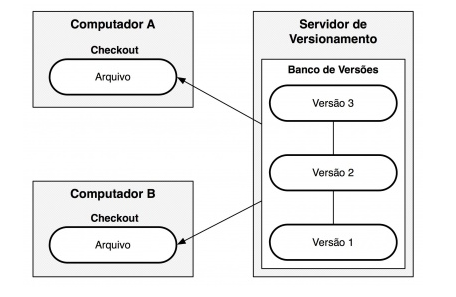 Computador A
Checkout
Arquivo
Computador B
Checkout
Arquivo
Servidor de
Versionamento
Banco de Versões
Versão 3
Versão 2
Versão 1